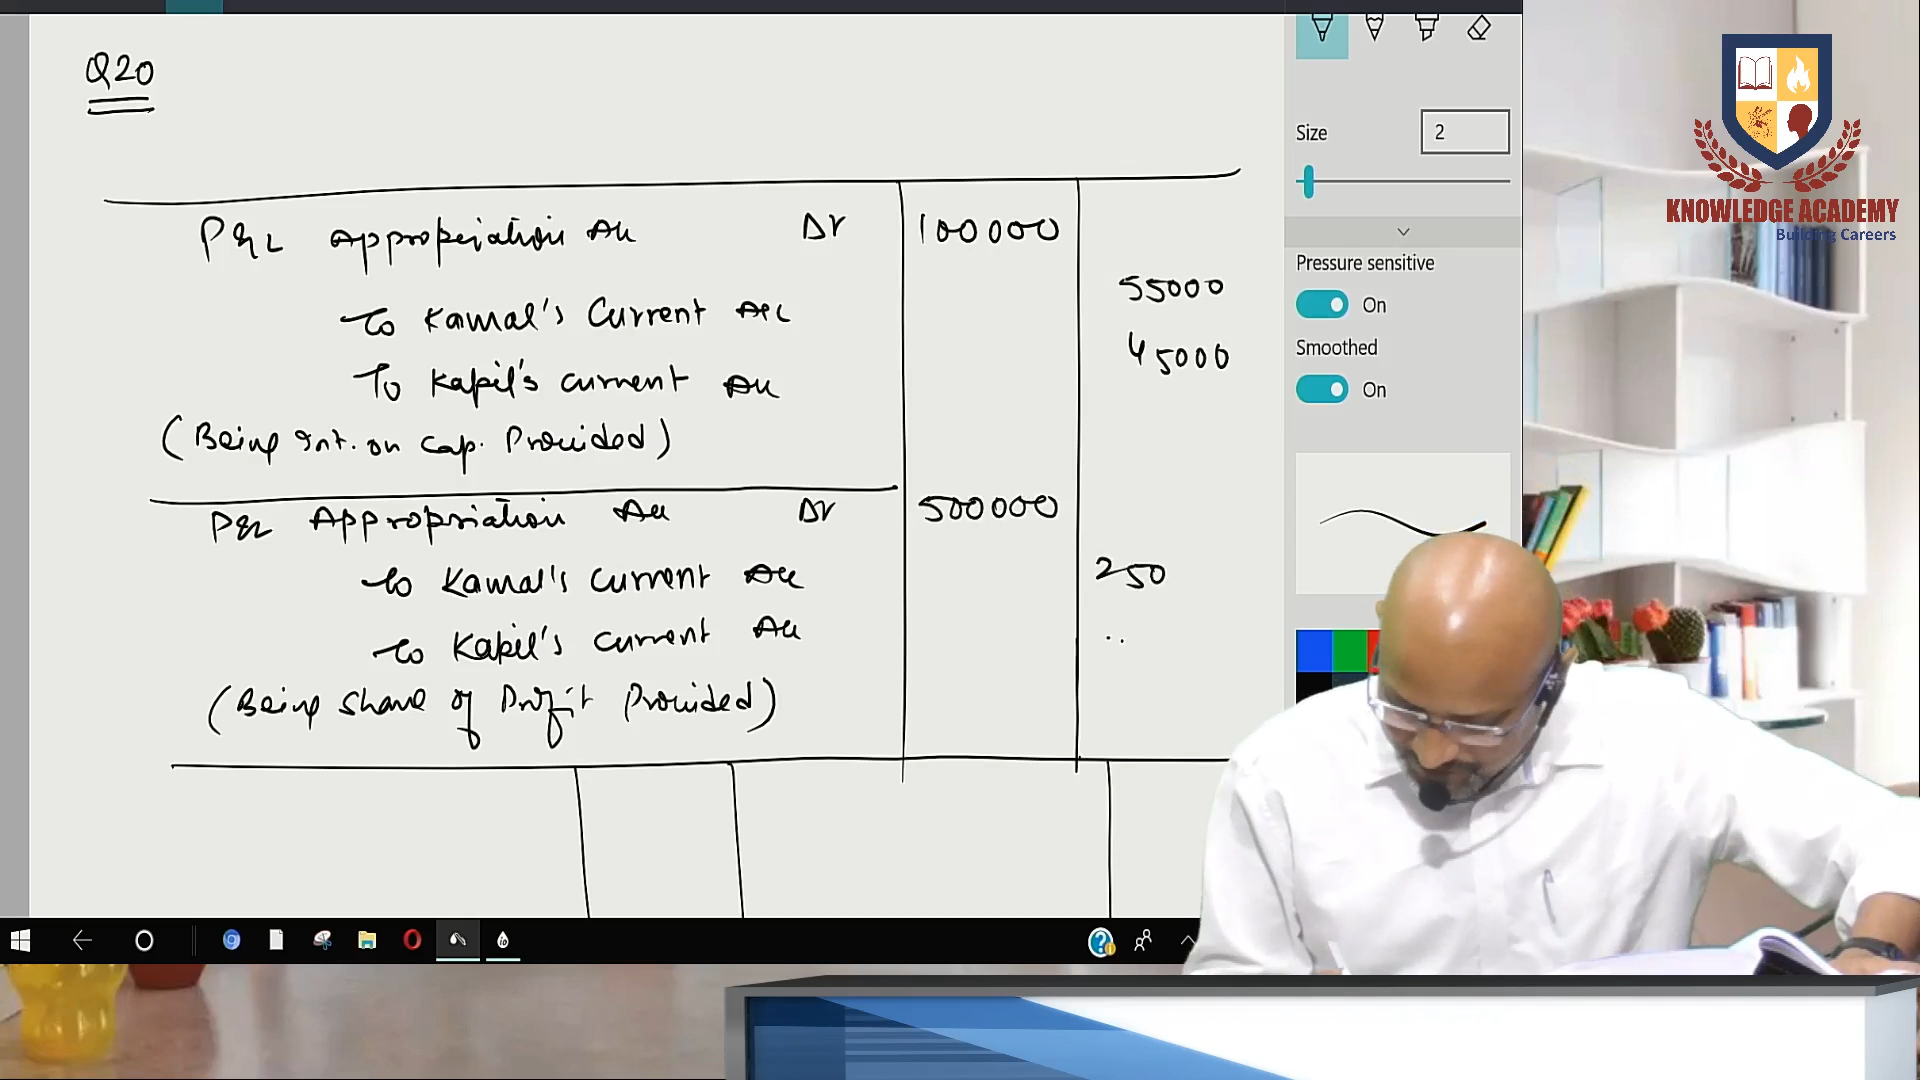 Q20
P&L Appropriation A/c Dr 100000
To Kamal's Current A/c 55000
To Kapil's current A/c 45000
(Being Int. on Cap. Provided)
P&L Appropriation A/c Dr 500000
To Kamal's current A/c 250
To Kapil's current A/c ..
(Being share of Profit Provided)
Size 2
Pressure sensitive
On
Smoothed
On
KNOWLEDGE ACADEMY
Building Careers